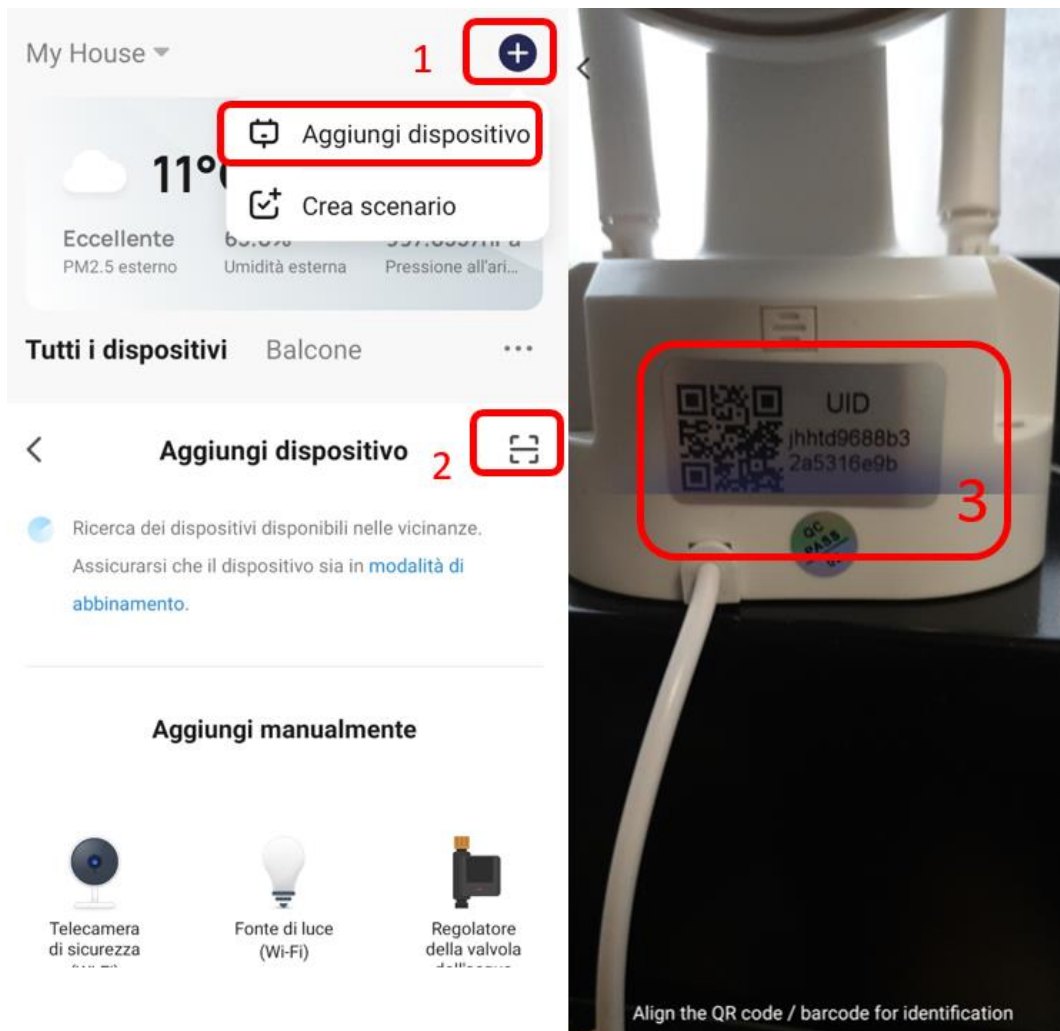 My House
1
Aggiungi dispositivo
11°
Crea scenario
Eccellente
PM2.5 esterno
Umidità esterna
Pressione all'ari...
Tutti i dispositivi
Balcone
Aggiungi dispositivo
2
Ricerca dei dispositivi disponibili nelle vicinanze.
Assicurarsi che il dispositivo sia in modalità di
abbinamento.
Aggiungi manualmente
Telecamera
di sicurezza
Fonte di luce
(Wi-Fi)
Regolatore
della valvola
UID
jhhtd9688b3
2a5316e9b
3
QC
PASS
Align the QR code / barcode for identification